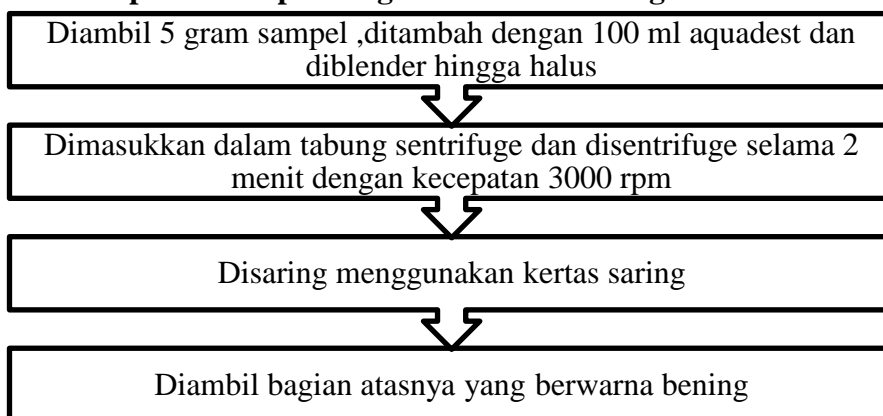 Diambil 5 gram sampel ,ditambah dengan 100 ml aquadest dan
diblender hingga halus
Dimasukkan dalam tabung sentrifuge dan disentrifuge selama 2
menit dengan kecepatan 3000 rpm
Disaring menggunakan kertas saring
Diambil bagian atasnya yang berwarna bening